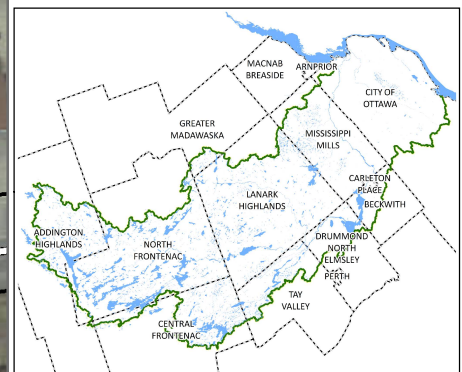 MACNAB
BREASIDE
ARNPRIOR
CITY OF
OTTAWA
GREATER
MADAWASKA
MISSISSIPPI
MILLS
CARLETON
PLACE
BECKWITH
LANARK
HIGHLANDS
ADDINGTON
HIGHLANDS
NORTH
FRONTENAC
DRUMMOND
NORTH
ELMSLEY
PERTH
TAY
VALLEY
CENTRAL
FRONTENAC